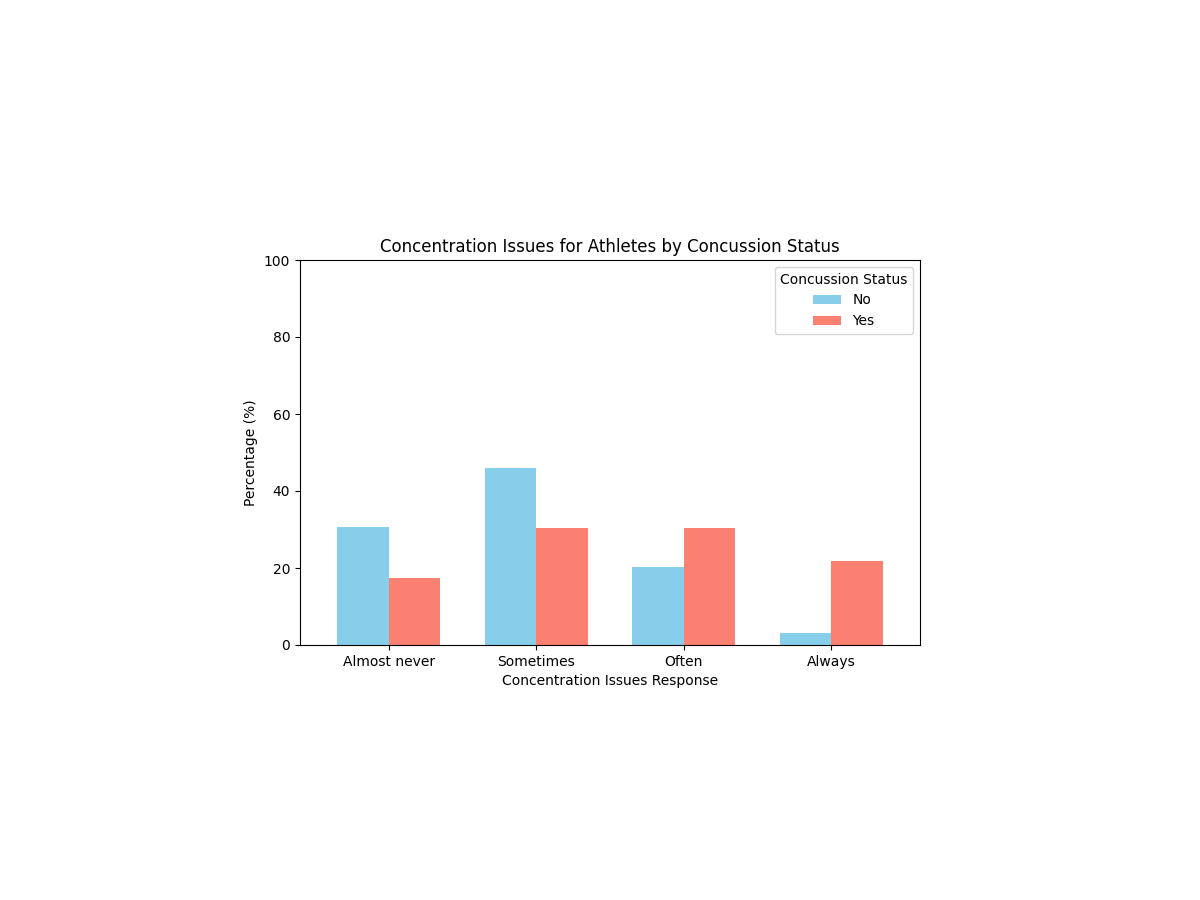 Concentration Issues for Athletes by Concussion Status
100
80
60
40
20
0
Percentage (%)
Concussion Status
No
Yes
Almost never
Sometimes
Often
Always
Concentration Issues Response